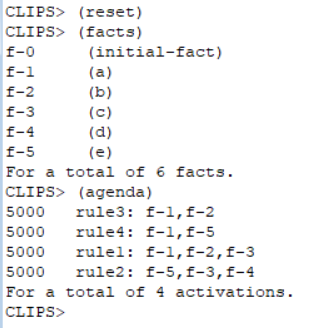 CLIPS> (reset)
CLIPS> (facts)
f-0 (initial-fact)
f-1 (a)
f-2 (b)
f-3 (c)
f-4 (d)
f-5 (e)
For a total of 6 facts.
CLIPS> (agenda)
5000 rule3: f-1,f-2
5000 rule4: f-1,f-5
5000 rule1: f-1,f-2,f-3
5000 rule2: f-5,f-3,f-4
For a total of 4 activations.
CLIPS>